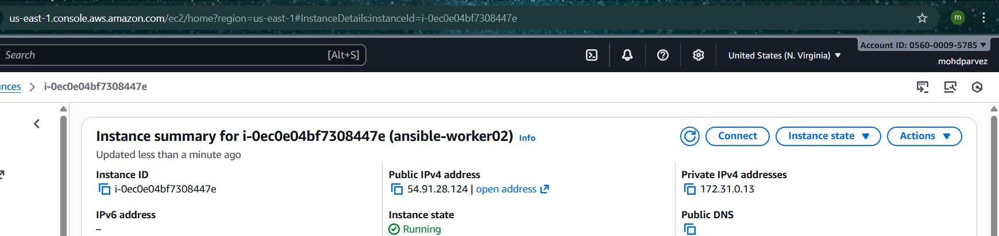 us-east-1.console.aws.amazon.com/ec2/home?region=us-east-1#InstanceDetails:instanceId=i-0ec0e04bf7308447e
m
Search
[Alt+S]
United States (N. Virginia)
Account ID: 0560-0009-5785
mohdparvez
nces
i-0ec0e04bf7308447e
Instance summary for i-0ec0e04bf7308447e (ansible-worker02) Info
Connect
Instance state
Actions
Updated less than a minute ago
Instance ID
i-0ec0e04bf7308447e
Public IPv4 address
54.91.28.124 | open address
Private IPv4 addresses
172.31.0.13
IPv6 address
–
Instance state
Running
Public DNS